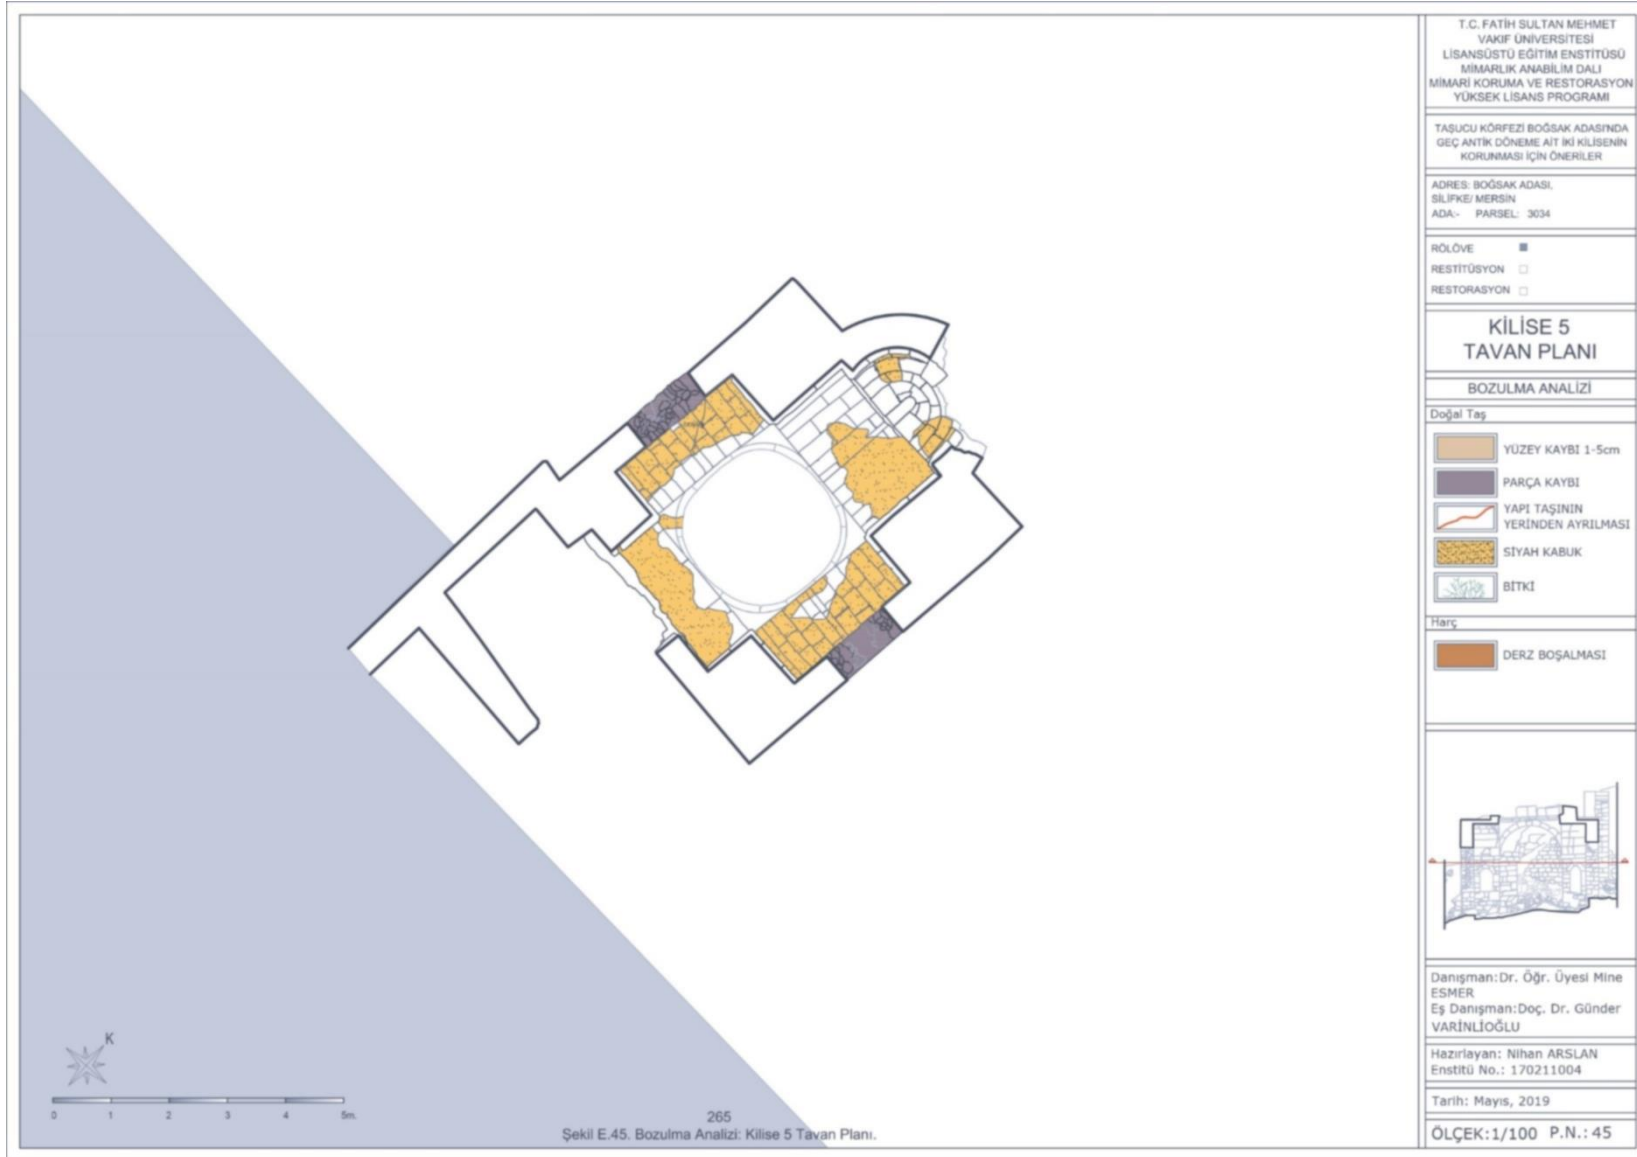 T.C. FATİH SULTAN MEHMET
VAKIF ÜNİVERSİTESİ
LİSANSÜSTÜ EĞİTİM ENSTİTÜSÜ
MİMARLIK ANABİLİM DALI
MİMARİ KORUMA VE RESTORASYON
YÜKSEK LİSANS PROGRAMI
TAŞUCU KÖRFEZİ BOĞSAK ADASI'NDA
GEÇ ANTİK DÖNEME AİT İKİ KİLİSENİN
KORUNMASI İÇİN ÖNERİLER
ADRES: BOĞSAK ADASI,
SİLİFKE/ MERSİN
ADA:- PARSEL: 3034
RÖLÖVE
RESTİTÜSYON
RESTORASYON
KİLİSE 5
TAVAN PLANI
BOZULMA ANALİZİ
Doğal Taş
YÜZEY KAYBI 1-5cm
PARÇA KAYBI
YAPI TAŞININ
YERİNDEN AYRILMASI
SİYAH KABUK
BİTKİ
Harç
DERZ BOŞALMASI
Danışman:Dr. Öğr. Üyesi Mine
ESMER
Eş Danışman:Doç. Dr. Günder
VARİNLİOĞLU
Hazırlayan: Nihan ARSLAN
Enstitü No.: 170211004
Tarih: Mayıs, 2019
ÖLÇEK:1/100 P.N.: 45
K
0 1 2 3 4 5m.
265
Şekil E.45. Bozulma Analizi: Kilise 5 Tavan Planı.